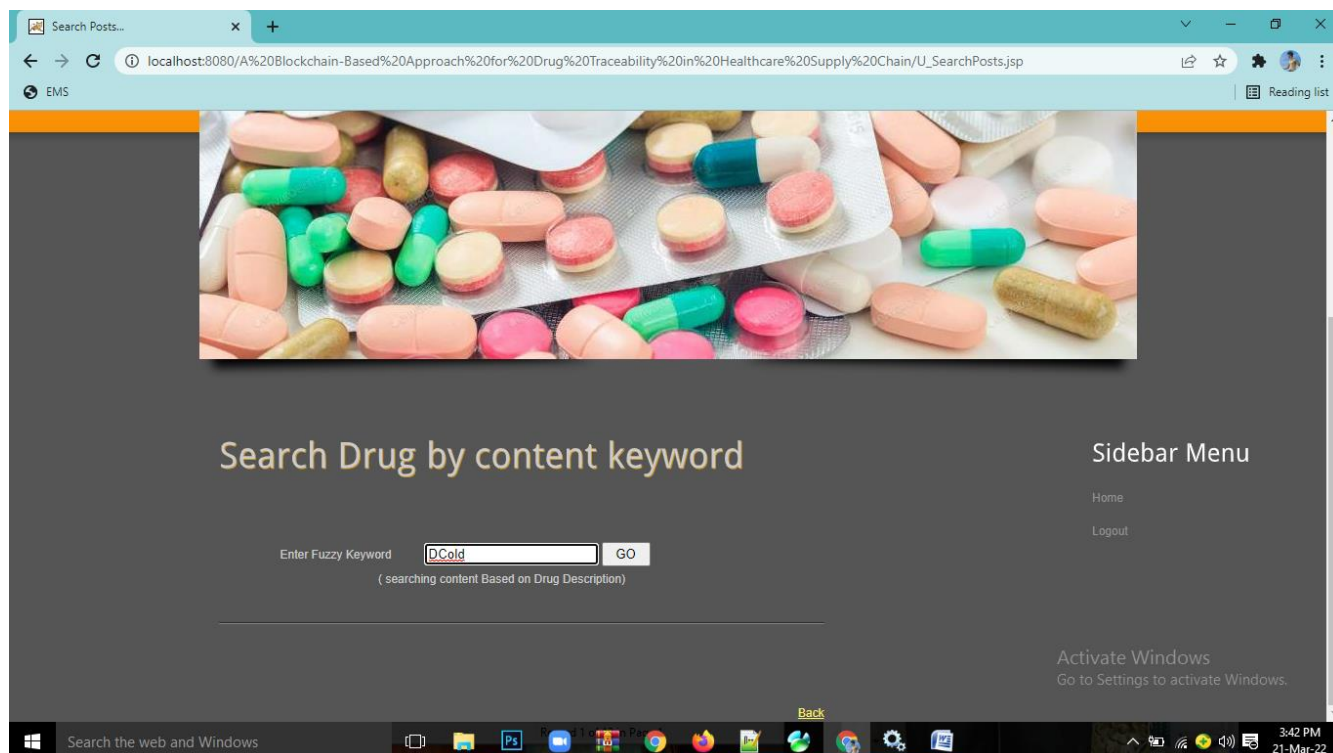 Search Posts...
localhost:8080/A%20Blockchain-Based%20Approach%20for%20Drug%20Traceability%20in%20Healthcare%20Supply%20Chain/U_SearchPosts.jsp
EMS
Reading list
Search Drug by content keyword
Sidebar Menu
Home
Logout
Enter Fuzzy Keyword DCold GO
( searching content Based on Drug Description)
Activate Windows
Go to Settings to activate Windows.
Back
Search the web and Windows
Ps
3:42 PM
21-Mar-22